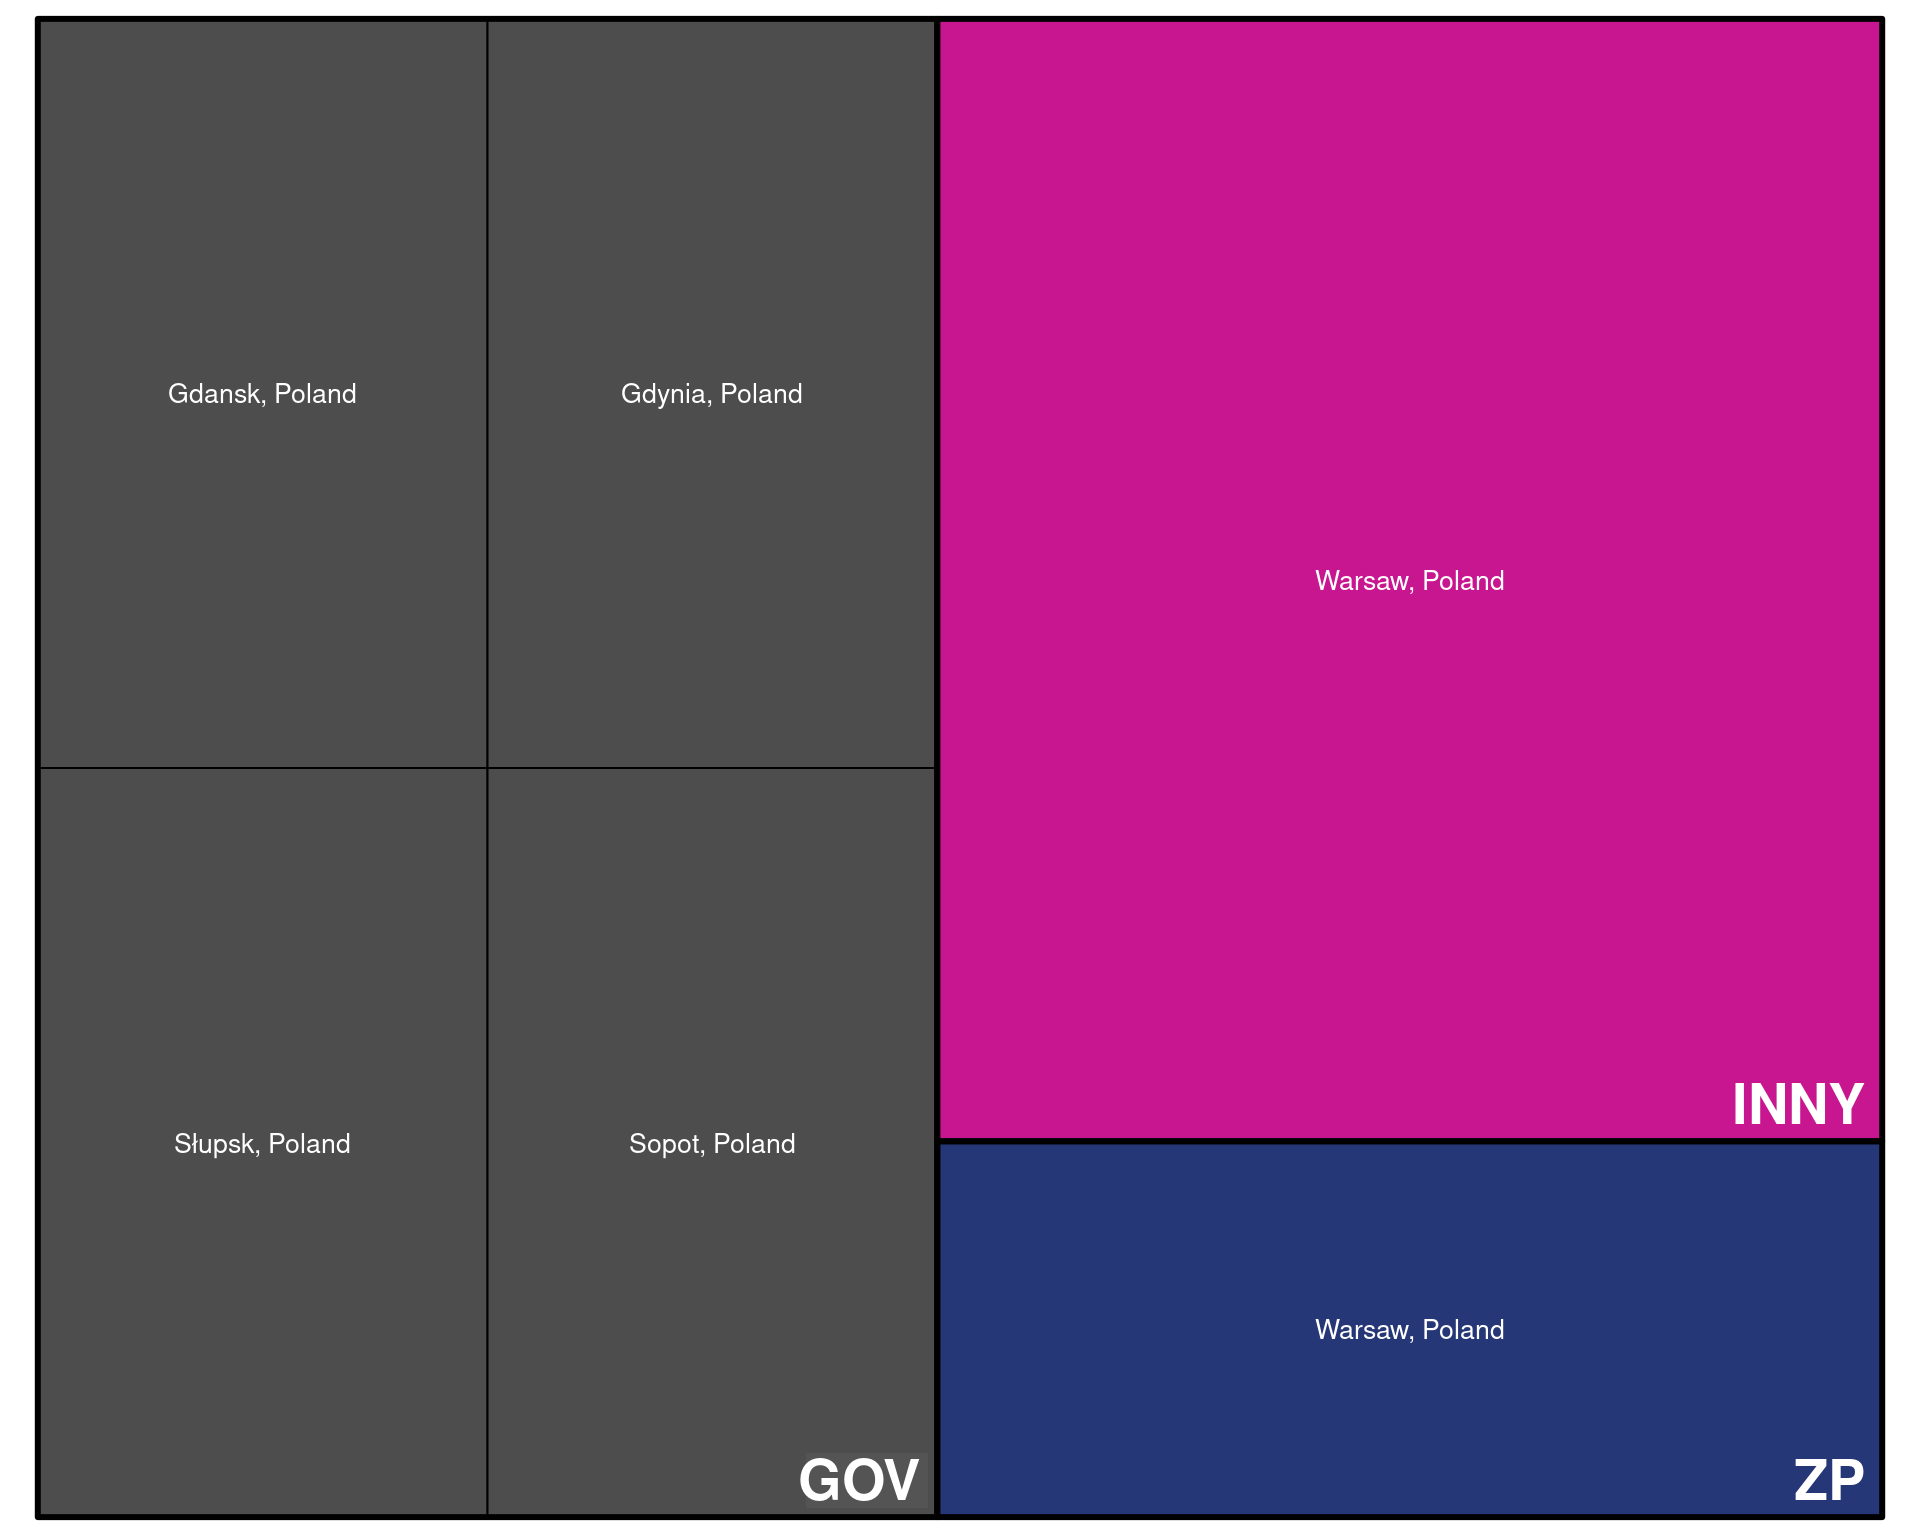 Gdansk, Poland
Gdynia, Poland
Słupsk, Poland
Sopot, Poland
GOV
Warsaw, Poland
INNY
Warsaw, Poland
ZP